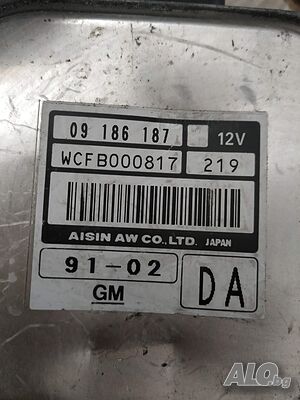 09 186 187 12V
WCFB000817 219
AISIN AW CO., LTD. JAPAN
91-02
GM
DA
ALO.bg